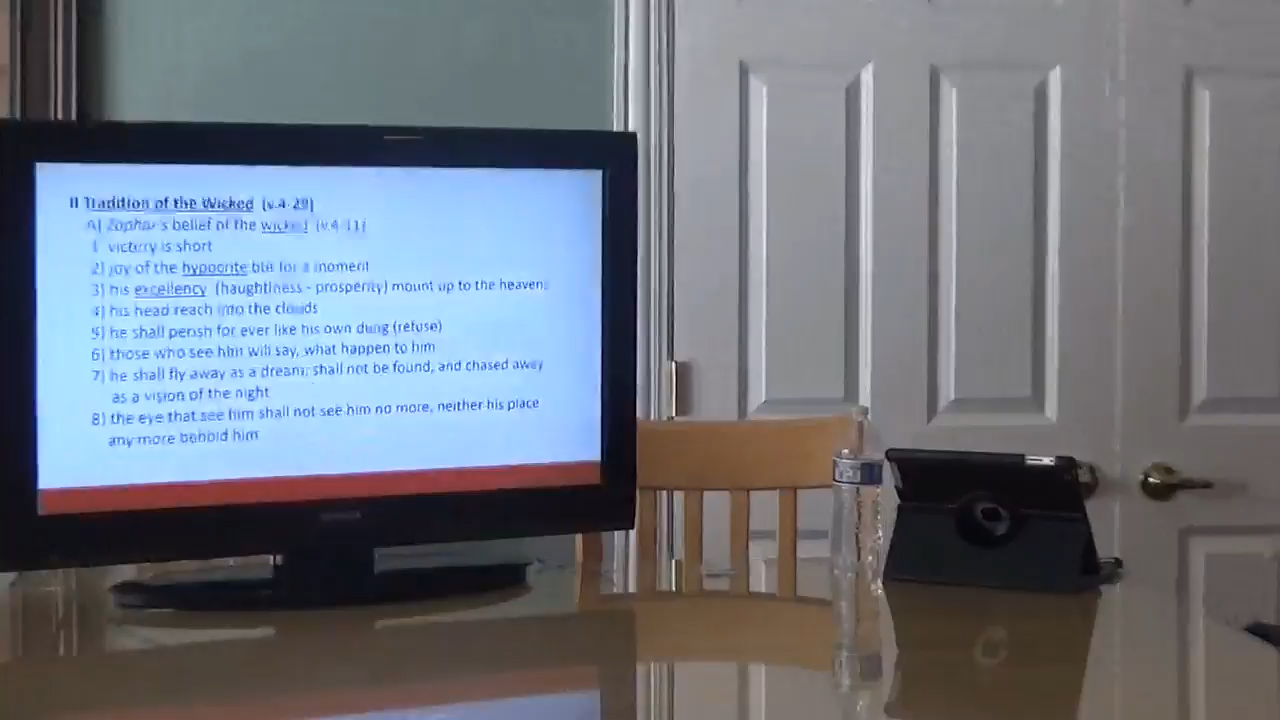 II Tradition of the Wicked (v.4-29)
A) Zophar's belief of the wicked (v.4-11)
1 victory is short
2) joy of the hypocrite but for a moment
3) his excellency (haughtiness - prosperity) mount up to the heavens
4) his head reach into the clouds
5) he shall perish for ever like his own dung (refuse)
6) those who see him will say, what happen to him
7) he shall fly away as a dream, shall not be found, and chased away
as a vision of the night
8) the eye that see him shall not see him no more, neither his place
any more behold him